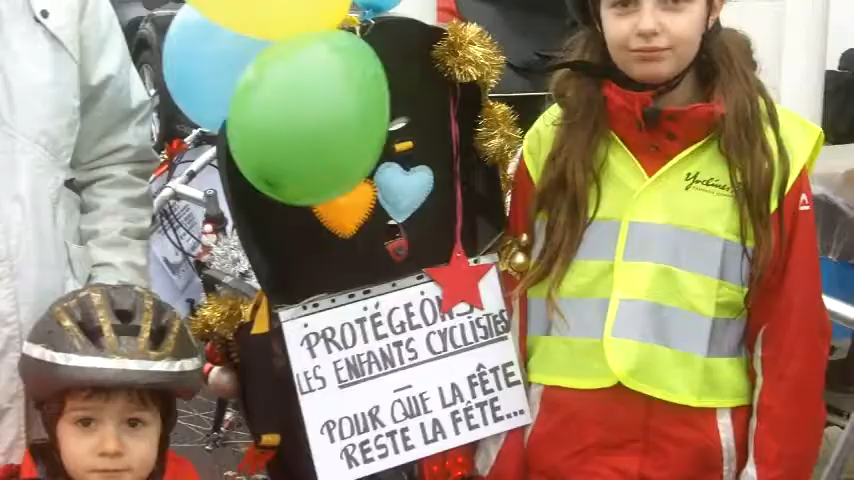 PROTÉGEONS
LES ENFANTS CYCLISTES
POUR QUE LA FÊTE
RESTE LA FÊTE...